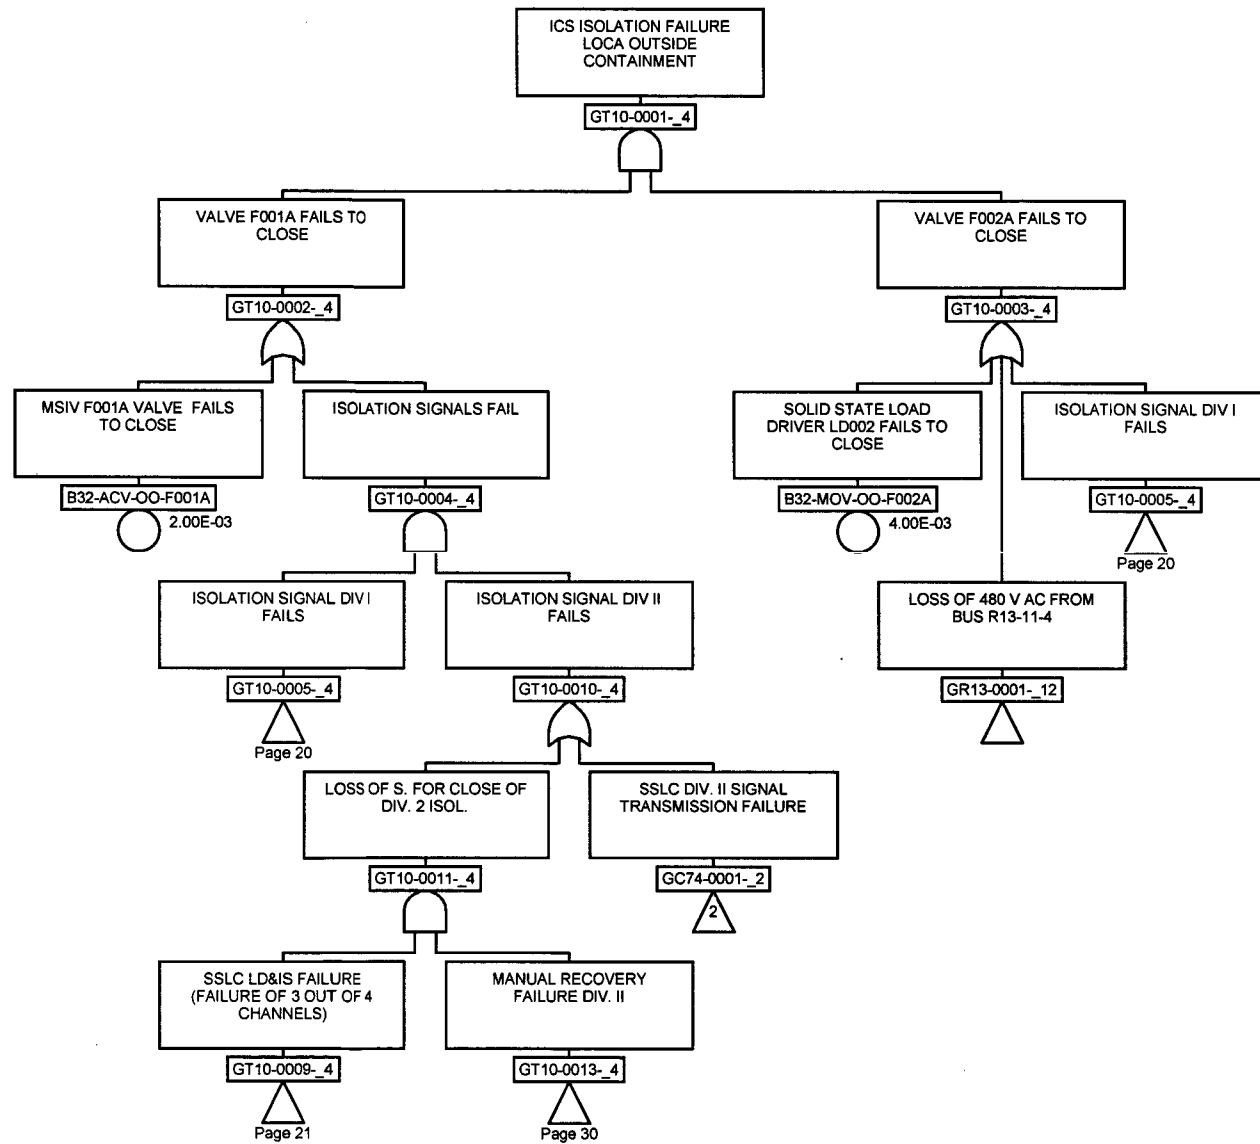 ICS ISOLATION FAILURE
LOCA OUTSIDE
CONTAINMENT
GT10-0001-_4
VALVE F001A FAILS TO
CLOSE
GT10-0002-_4
VALVE F002A FAILS TO
CLOSE
GT10-0003-_4
MSIV F001A VALVE FAILS
TO CLOSE
B32-ACV-OO-F001A
2.00E-03
ISOLATION SIGNALS FAIL
GT10-0004-_4
SOLID STATE LOAD
DRIVER LD002 FAILS TO
CLOSE
B32-MOV-OO-F002A
4.00E-03
ISOLATION SIGNAL DIV I
FAILS
GT10-0005-_4
Page 20
ISOLATION SIGNAL DIV I
FAILS
GT10-0005-_4
Page 20
ISOLATION SIGNAL DIV II
FAILS
GT10-0010-_4
LOSS OF 480 V AC FROM
BUS R13-11-4
GR13-0001-_12
LOSS OF S. FOR CLOSE OF
DIV. 2 ISOL.
GT10-0011-_4
SSLC DIV. II SIGNAL
TRANSMISSION FAILURE
GC74-0001-_2
2
SSLC LD&IS FAILURE
(FAILURE OF 3 OUT OF 4
CHANNELS)
GT10-0009-_4
Page 21
MANUAL RECOVERY
FAILURE DIV. II
GT10-0013-_4
Page 30